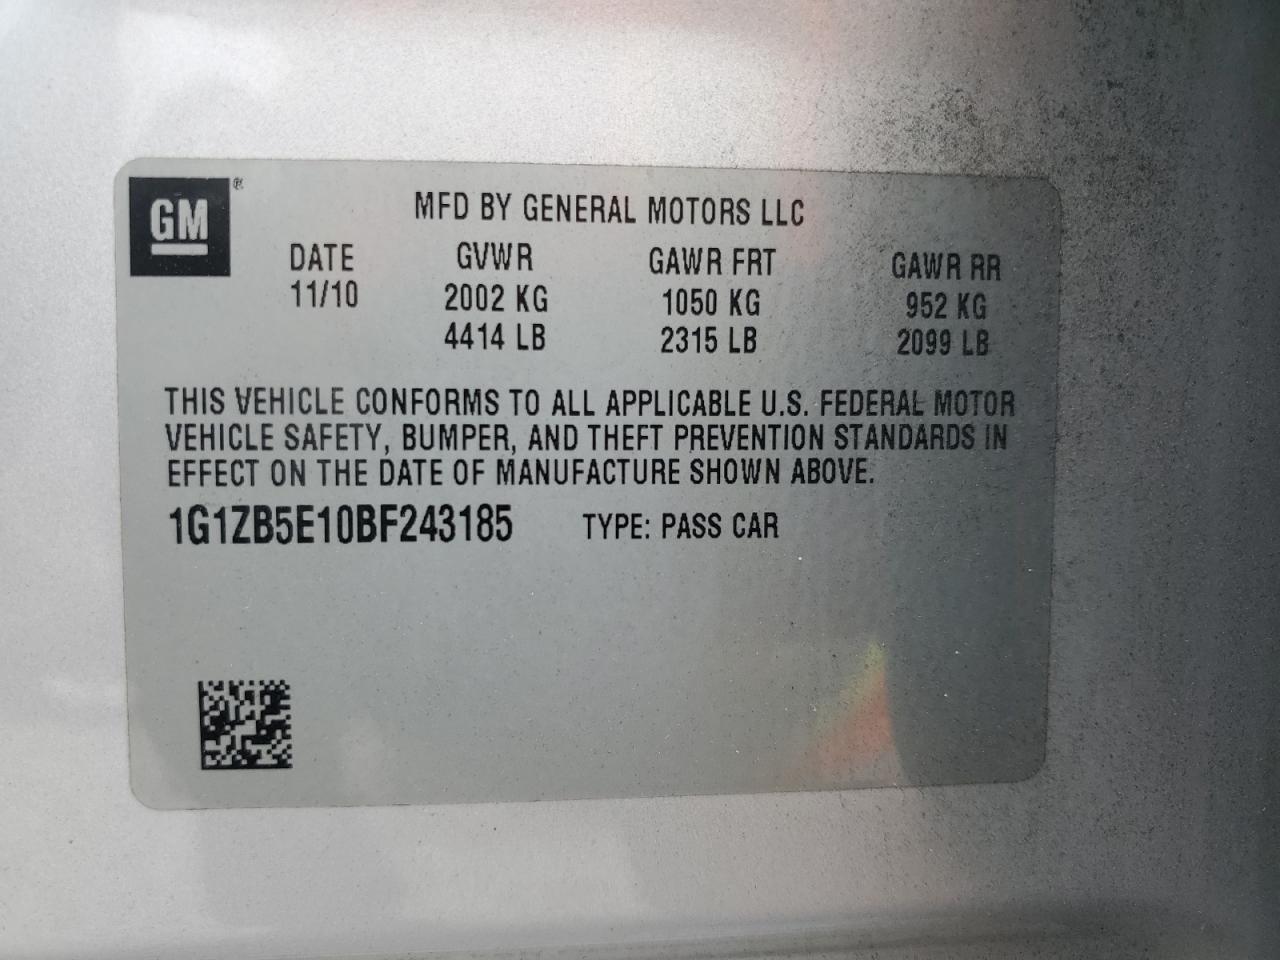 GM®
MFD BY GENERAL MOTORS LLC
DATE GVWR GAWR FRT GAWR RR
11/10 2002 KG 1050 KG 952 KG
4414 LB 2315 LB 2099 LB
THIS VEHICLE CONFORMS TO ALL APPLICABLE U.S. FEDERAL MOTOR
VEHICLE SAFETY, BUMPER, AND THEFT PREVENTION STANDARDS IN
EFFECT ON THE DATE OF MANUFACTURE SHOWN ABOVE.
1G1ZB5E10BF243185 TYPE: PASS CAR